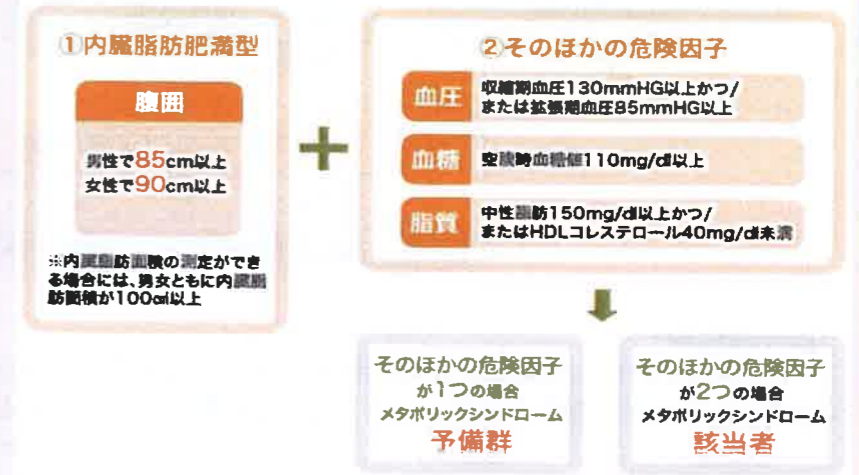 ①内臓脂肪肥満型
腹囲
男性で85cm以上
女性で90cm以上
※内臓脂肪面積の測定ができ
る場合には、男女ともに内臓脂
肪面積が100㎠以上
＋
②そのほかの危険因子
血圧
収縮期血圧130mmHG以上かつ/
または拡張期血圧85mmHG以上
血糖
空腹時血糖値110mg/dl以上
脂質
中性脂肪150mg/dl以上かつ/
またはHDLコレステロール40mg/dl未満
そのほかの危険因子
が1つの場合
メタボリックシンドローム
予備群
そのほかの危険因子
が2つの場合
メタボリックシンドローム
該当者